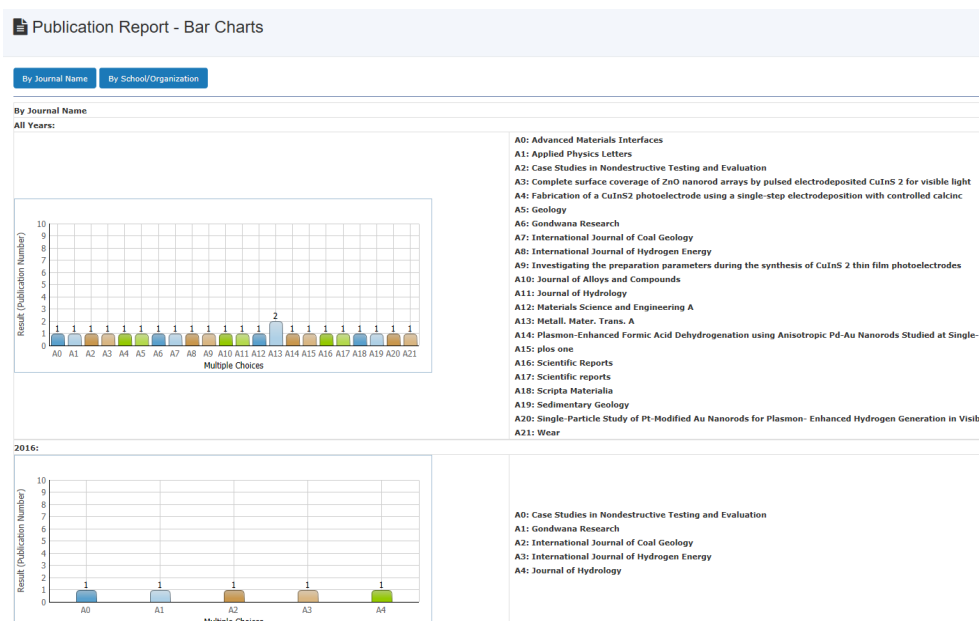 Publication Report - Bar Charts
By Journal Name
By School/Organization
By Journal Name
All Years:
10
9
8
7
6
5
4
3
2
1
0
Result (Publication Number)
1 1 1 1 1 1 1 1 1 1 1 1 1 2 1 1 1 1 1 1 1 1
A0 A1 A2 A3 A4 A5 A6 A7 A8 A9 A10 A11 A12 A13 A14 A15 A16 A17 A18 A19 A20 A21
Multiple Choices
A0: Advanced Materials Interfaces
A1: Applied Physics Letters
A2: Case Studies in Nondestructive Testing and Evaluation
A3: Complete surface coverage of ZnO nanorod arrays by pulsed electrodeposited CuInS 2 for visible light
A4: Fabrication of a CuInS2 photoelectrode using a single-step electrodeposition with controlled calcinc
A5: Geology
A6: Gondwana Research
A7: International Journal of Coal Geology
A8: International Journal of Hydrogen Energy
A9: Investigating the preparation parameters during the synthesis of CuInS 2 thin film photoelectrodes
A10: Journal of Alloys and Compounds
A11: Journal of Hydrology
A12: Materials Science and Engineering A
A13: Metall. Mater. Trans. A
A14: Plasmon-Enhanced Formic Acid Dehydrogenation using Anisotropic Pd-Au Nanorods Studied at Single-
A15: plos one
A16: Scientific Reports
A17: Scientific reports
A18: Scripta Materialia
A19: Sedimentary Geology
A20: Single-Particle Study of Pt-Modified Au Nanorods for Plasmon- Enhanced Hydrogen Generation in Visib
A21: Wear
2016:
10
9
8
7
6
5
4
3
2
1
0
Result (Publication Number)
1 1 1 1 1
A0 A1 A2 A3 A4
Multiple Choices
A0: Case Studies in Nondestructive Testing and Evaluation
A1: Gondwana Research
A2: International Journal of Coal Geology
A3: International Journal of Hydrogen Energy
A4: Journal of Hydrology